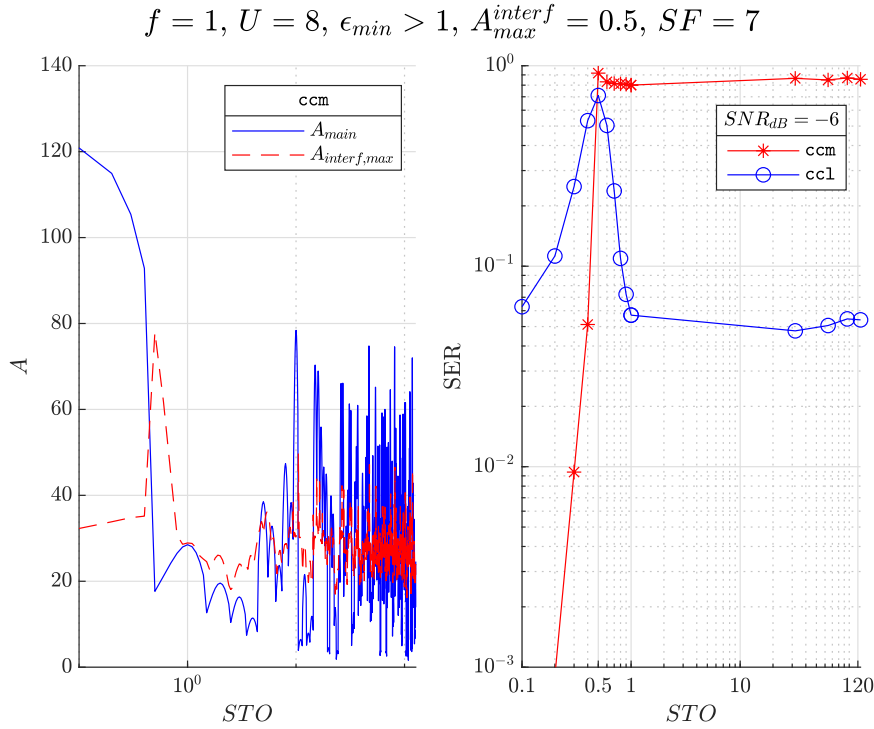 f = 1, U = 8, ϵ_min > 1, A_max^interf = 0.5, SF = 7
140
120
100
80
60
40
20
0
A
ccm
A_main
A_interf,max
10^0
STO
10^0
10^-1
10^-2
10^-3
SER
SNR_dB = −6
ccm
ccl
0.1
0.5
1
10
120
STO